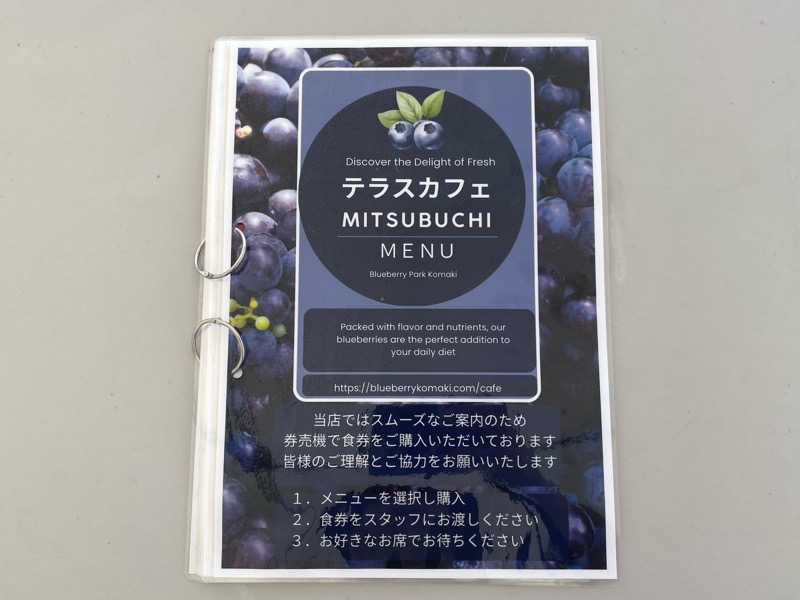 Discover the Delight of Fresh
テラスカフェ
MITSUBUCHI
MENU
Blueberry Park Komaki
Packed with flavor and nutrients, our
blueberries are the perfect addition to
your daily diet
https://blueberrykomaki.com/cafe
当店ではスムーズなご案内のため
券売機で食券をご購入いただいております
皆様のご理解とご協力をお願いいたします
１．メニューを選択し購入
２．食券をスタッフにお渡しください
３．お好きなお席でお待ちください